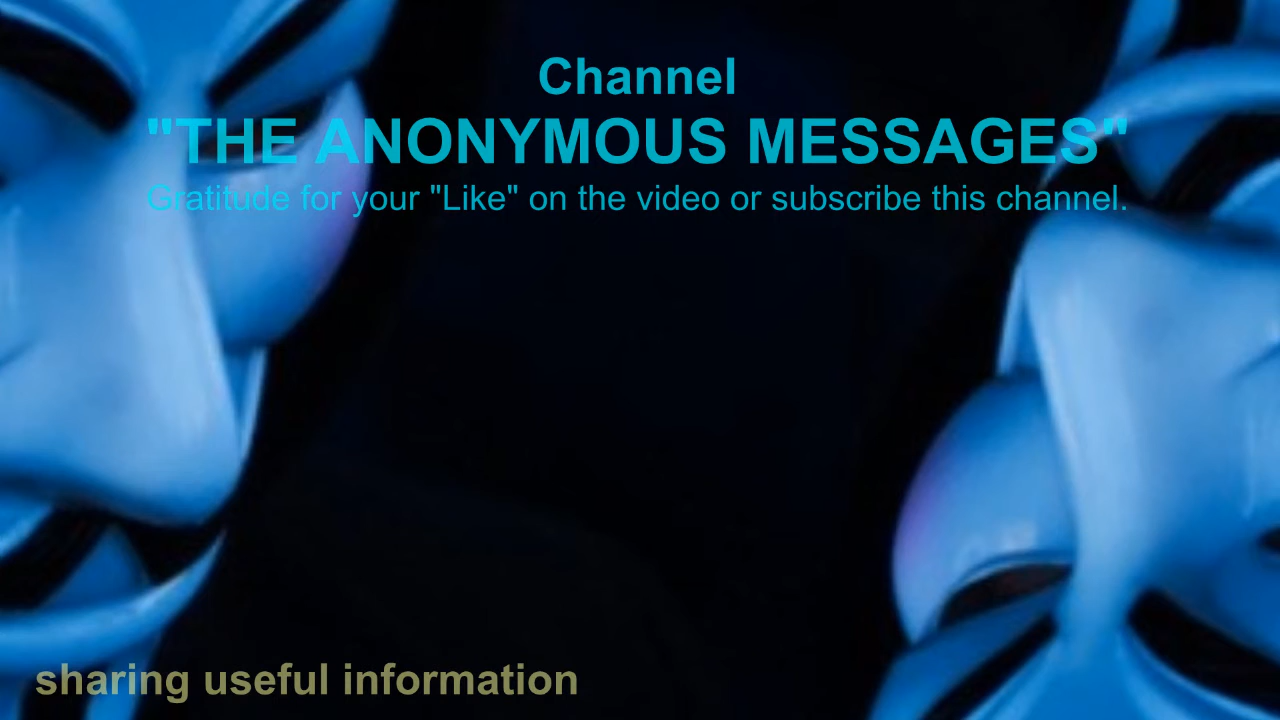 Channel
"THE ANONYMOUS MESSAGES"
Gratitude for your "Like" on the video or subscribe this channel.
sharing useful information